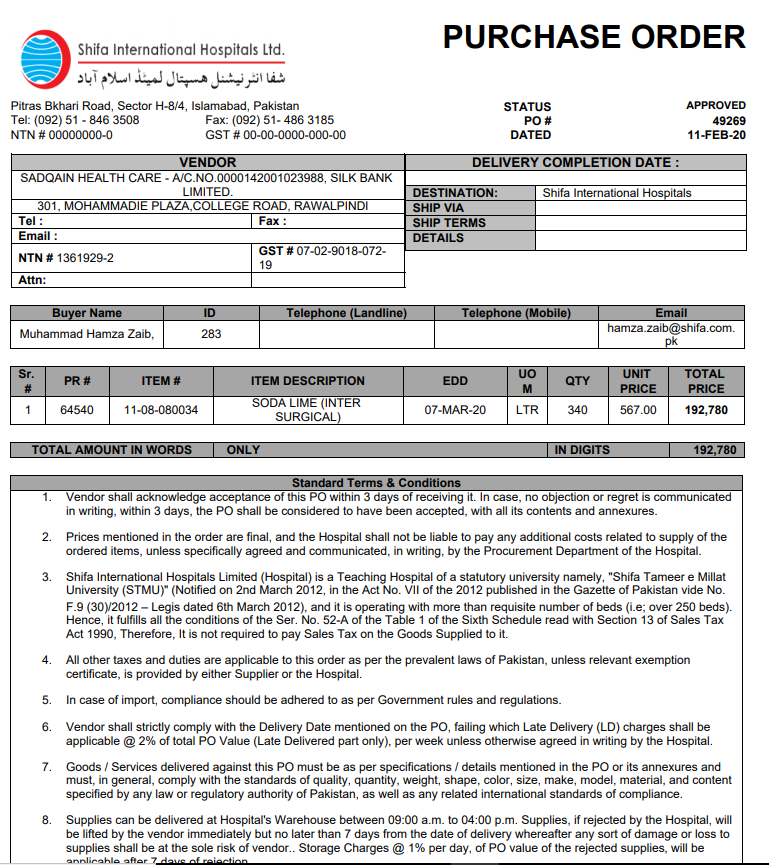 PURCHASE ORDER
Shifa International Hospitals Ltd.
شفا انٹرنیشنل ہسپتال لمیٹڈ اسلام آباد
Pitras Bkhari Road, Sector H-8/4, Islamabad, Pakistan
Tel: (092) 51 - 846 3508 Fax: (092) 51- 486 3185
NTN # 00000000-0 GST # 00-00-0000-000-00
STATUS APPROVED
PO # 49269
DATED 11-FEB-20
VENDOR
SADQAIN HEALTH CARE - A/C.NO.0000142001023988, SILK BANK
LIMITED.
301, MOHAMMADIE PLAZA,COLLEGE ROAD, RAWALPINDI
Tel : Fax :
Email :
NTN # 1361929-2 GST # 07-02-9018-072-
19
Attn:
DELIVERY COMPLETION DATE :
DESTINATION: Shifa International Hospitals
SHIP VIA
SHIP TERMS
DETAILS
Buyer Name ID Telephone (Landline) Telephone (Mobile) Email
Muhammad Hamza Zaib, 283 hamza.zaib@shifa.com.
pk
Sr. # PR # ITEM # ITEM DESCRIPTION EDD UO M QTY UNIT PRICE TOTAL PRICE
1 64540 11-08-080034 SODA LIME (INTER SURGICAL) 07-MAR-20 LTR 340 567.00 192,780
TOTAL AMOUNT IN WORDS ONLY IN DIGITS 192,780
Standard Terms & Conditions
1. Vendor shall acknowledge acceptance of this PO within 3 days of receiving it. In case, no objection or regret is communicated
in writing, within 3 days, the PO shall be considered to have been accepted, with all its contents and annexures.
2. Prices mentioned in the order are final, and the Hospital shall not be liable to pay any additional costs related to supply of the
ordered items, unless specifically agreed and communicated, in writing, by the Procurement Department of the Hospital.
3. Shifa International Hospitals Limited (Hospital) is a Teaching Hospital of a statutory university namely, "Shifa Tameer e Millat
University (STMU)" (Notified on 2nd March 2012, in the Act No. VII of the 2012 published in the Gazette of Pakistan vide No.
F.9 (30)/2012 – Legis dated 6th March 2012), and it is operating with more than requisite number of beds (i.e; over 250 beds).
Hence, it fulfills all the conditions of the Ser. No. 52-A of the Table 1 of the Sixth Schedule read with Section 13 of Sales Tax
Act 1990, Therefore, It is not required to pay Sales Tax on the Goods Supplied to it.
4. All other taxes and duties are applicable to this order as per the prevalent laws of Pakistan, unless relevant exemption
certificate, is provided by either Supplier or the Hospital.
5. In case of import, compliance should be adhered to as per Government rules and regulations.
6. Vendor shall strictly comply with the Delivery Date mentioned on the PO, failing which Late Delivery (LD) charges shall be
applicable @ 2% of total PO Value (Late Delivered part only), per week unless otherwise agreed in writing by the Hospital.
7. Goods / Services delivered against this PO must be as per specifications / details mentioned in the PO or its annexures and
must, in general, comply with the standards of quality, quantity, weight, shape, color, size, make, model, material, and content
specified by any law or regulatory authority of Pakistan, as well as any related international standards of compliance.
8. Supplies can be delivered at Hospital's Warehouse between 09:00 a.m. to 04:00 p.m. Supplies, if rejected by the Hospital, will
be lifted by the vendor immediately but no later than 7 days from the date of delivery whereafter any sort of damage or loss to
supplies shall be at the sole risk of vendor.. Storage Charges @ 1% per day, of PO value of the rejected supplies, will be
applicable after 7 days of rejection